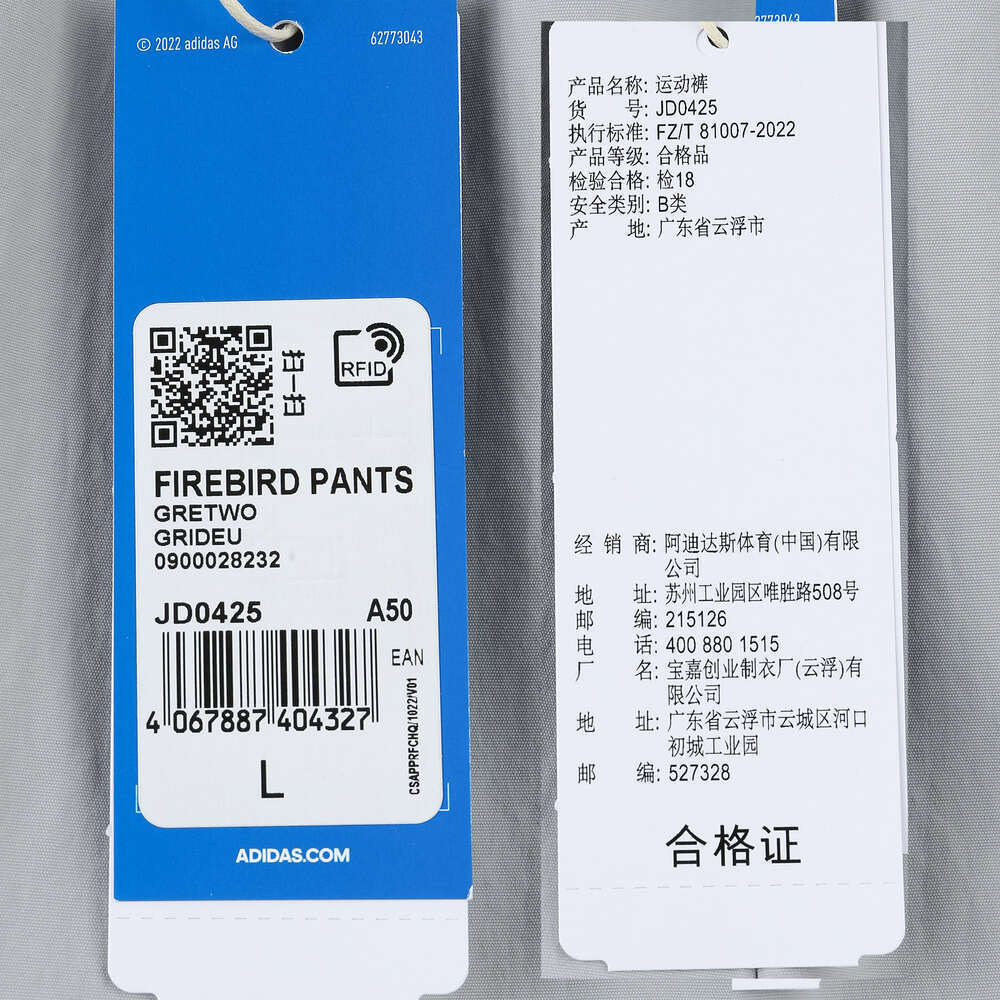 © 2022 adidas AG
62773043
扫一扫
RFID
FIREBIRD PANTS
GRETWO
GRIDEU
0900028232
JD0425
A50
EAN
4 067887 404327
CSAPPRFCHQ/1022/V01
L
ADIDAS.COM
产品名称: 运动裤
货 号: JD0425
执行标准: FZ/T 81007-2022
产品等级: 合格品
检验合格: 检18
安全类别: B类
产 地: 广东省云浮市
经 销 商: 阿迪达斯体育(中国)有限
公司
地 址: 苏州工业园区唯胜路508号
邮 编: 215126
电 话: 400 880 1515
厂 名: 宝嘉创业制衣厂(云浮)有
限公司
地 址: 广东省云浮市云城区河口
初城工业园
邮 编: 527328
合格证